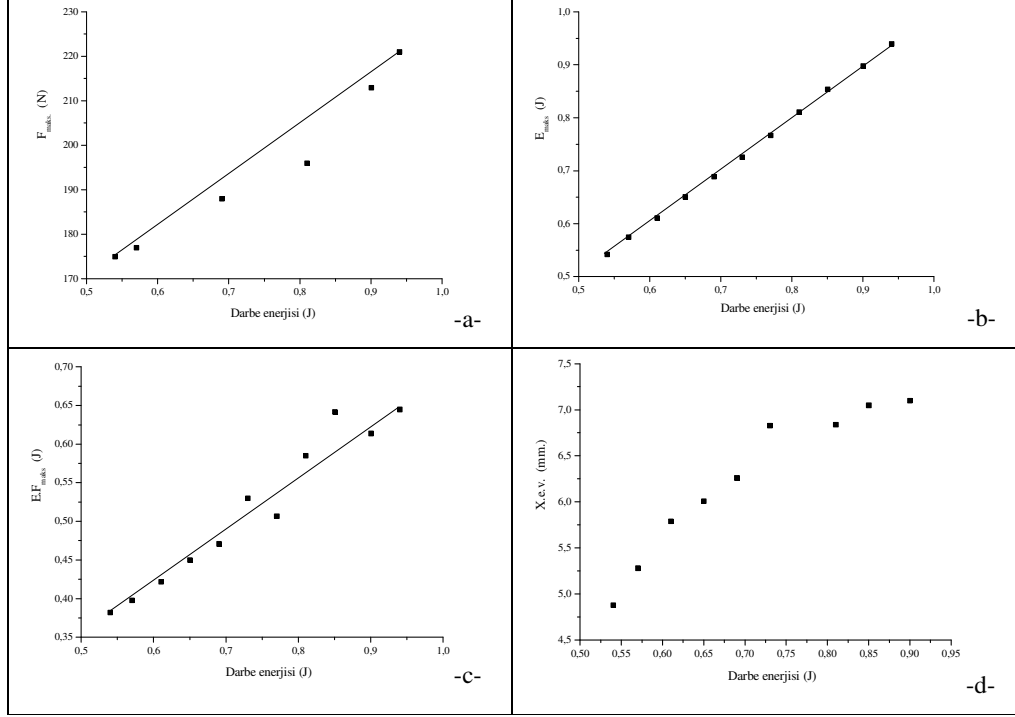 230
220
210
200
190
180
170
F maks. (N)
0,5 0,6 0,7 0,8 0,9 1,0
Darbe enerjisi (J)
-a-
1,0
0,9
0,8
0,7
0,6
0,5
E maks (J)
0,5 0,6 0,7 0,8 0,9 1,0
Darbe enerjisi (J)
-b-
0,70
0,65
0,60
0,55
0,50
0,45
0,40
0,35
E.F maks (J)
0,5 0,6 0,7 0,8 0,9 1,0
Darbe enerjisi (J)
-c-
7,5
7,0
6,5
6,0
5,5
5,0
4,5
X.e.v. (mm.)
0,50 0,55 0,60 0,65 0,70 0,75 0,80 0,85 0,90 0,95
Darbe enerjisi (J)
-d-